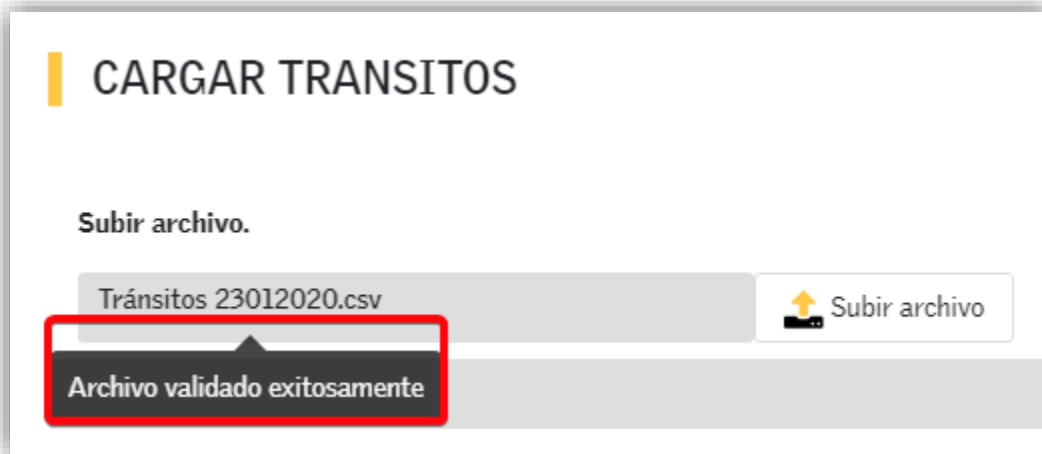 CARGAR TRANSITOS
Subir archivo.
Tránsitos 23012020.csv
Subir archivo
Archivo validado exitosamente